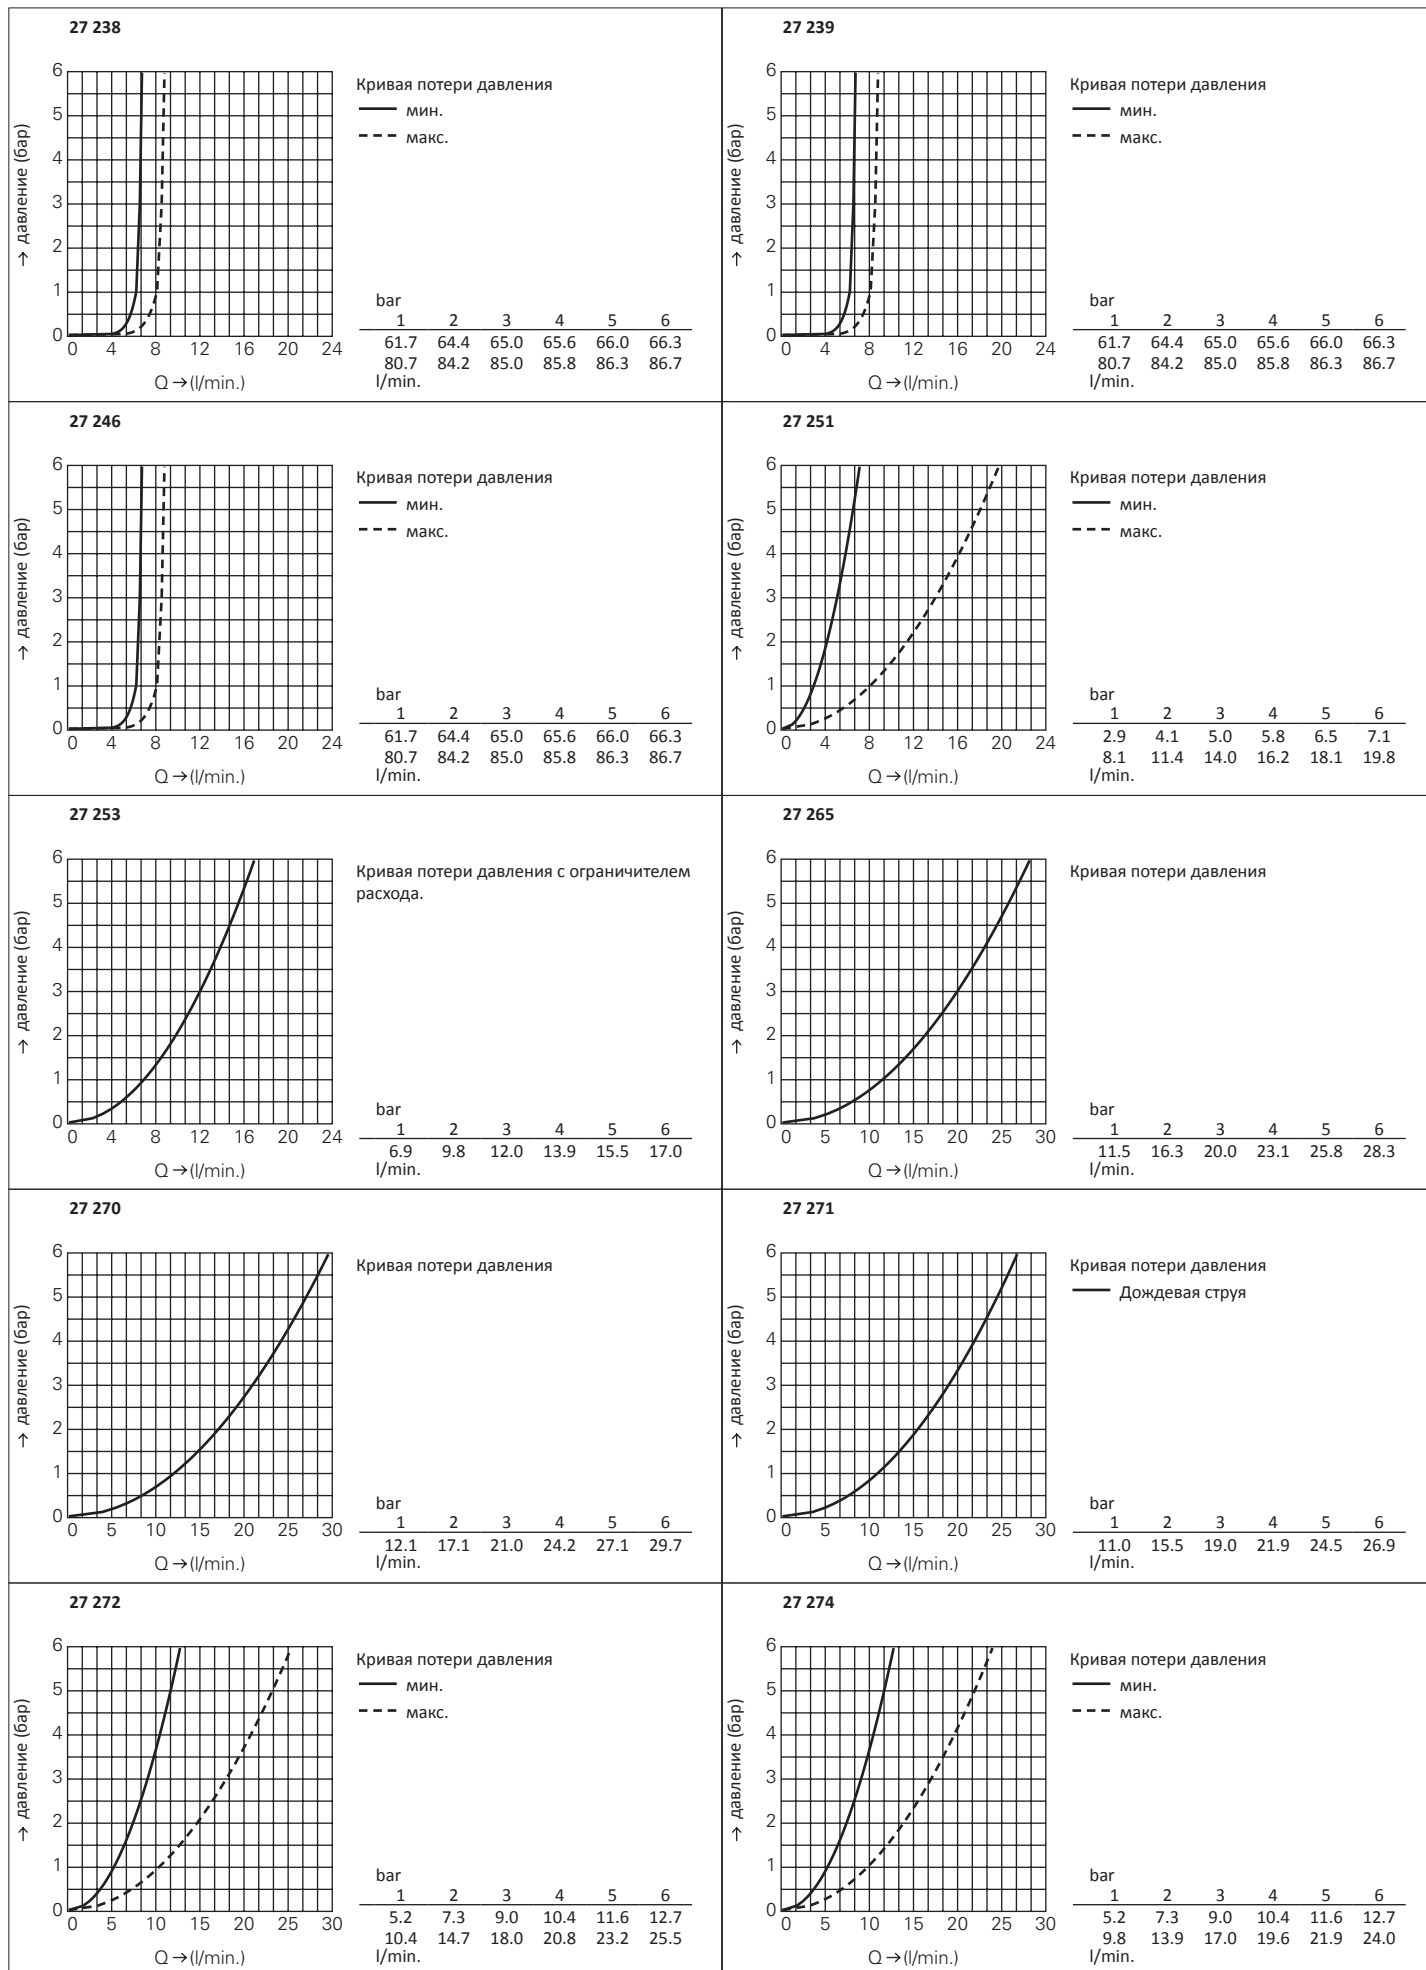 27 238
6
5
4
3
2
1
0
→ давление (бар)
0 4 8 12 16 20 24
Q →(l/min.)
Кривая потери давления
мин.
макс.
bar
1 2 3 4 5 6
61.7 64.4 65.0 65.6 66.0 66.3
80.7 84.2 85.0 85.8 86.3 86.7
l/min.
27 239
6
5
4
3
2
1
0
→ давление (бар)
0 4 8 12 16 20 24
Q →(l/min.)
Кривая потери давления
мин.
макс.
bar
1 2 3 4 5 6
61.7 64.4 65.0 65.6 66.0 66.3
80.7 84.2 85.0 85.8 86.3 86.7
l/min.
27 246
6
5
4
3
2
1
0
→ давление (бар)
0 4 8 12 16 20 24
Q →(l/min.)
Кривая потери давления
мин.
макс.
bar
1 2 3 4 5 6
61.7 64.4 65.0 65.6 66.0 66.3
80.7 84.2 85.0 85.8 86.3 86.7
l/min.
27 251
6
5
4
3
2
1
0
→ давление (бар)
0 4 8 12 16 20 24
Q →(l/min.)
Кривая потери давления
мин.
макс.
bar
1 2 3 4 5 6
2.9 4.1 5.0 5.8 6.5 7.1
8.1 11.4 14.0 16.2 18.1 19.8
l/min.
27 253
6
5
4
3
2
1
0
→ давление (бар)
0 4 8 12 16 20 24
Q →(l/min.)
Кривая потери давления с ограничителем
расхода.
bar
1 2 3 4 5 6
6.9 9.8 12.0 13.9 15.5 17.0
l/min.
27 265
6
5
4
3
2
1
0
→ давление (бар)
0 5 10 15 20 25 30
Q →(l/min.)
Кривая потери давления
bar
1 2 3 4 5 6
11.5 16.3 20.0 23.1 25.8 28.3
l/min.
27 270
6
5
4
3
2
1
0
→ давление (бар)
0 5 10 15 20 25 30
Q →(l/min.)
Кривая потери давления
bar
1 2 3 4 5 6
12.1 17.1 21.0 24.2 27.1 29.7
l/min.
27 271
6
5
4
3
2
1
0
→ давление (бар)
0 5 10 15 20 25 30
Q →(l/min.)
Кривая потери давления
Дождевая струя
bar
1 2 3 4 5 6
11.0 15.5 19.0 21.9 24.5 26.9
l/min.
27 272
6
5
4
3
2
1
0
→ давление (бар)
0 5 10 15 20 25 30
Q →(l/min.)
Кривая потери давления
мин.
макс.
bar
1 2 3 4 5 6
5.2 7.3 9.0 10.4 11.6 12.7
10.4 14.7 18.0 20.8 23.2 25.5
l/min.
27 274
6
5
4
3
2
1
0
→ давление (бар)
0 5 10 15 20 25 30
Q →(l/min.)
Кривая потери давления
мин.
макс.
bar
1 2 3 4 5 6
5.2 7.3 9.0 10.4 11.6 12.7
9.8 13.9 17.0 19.6 21.9 24.0
l/min.